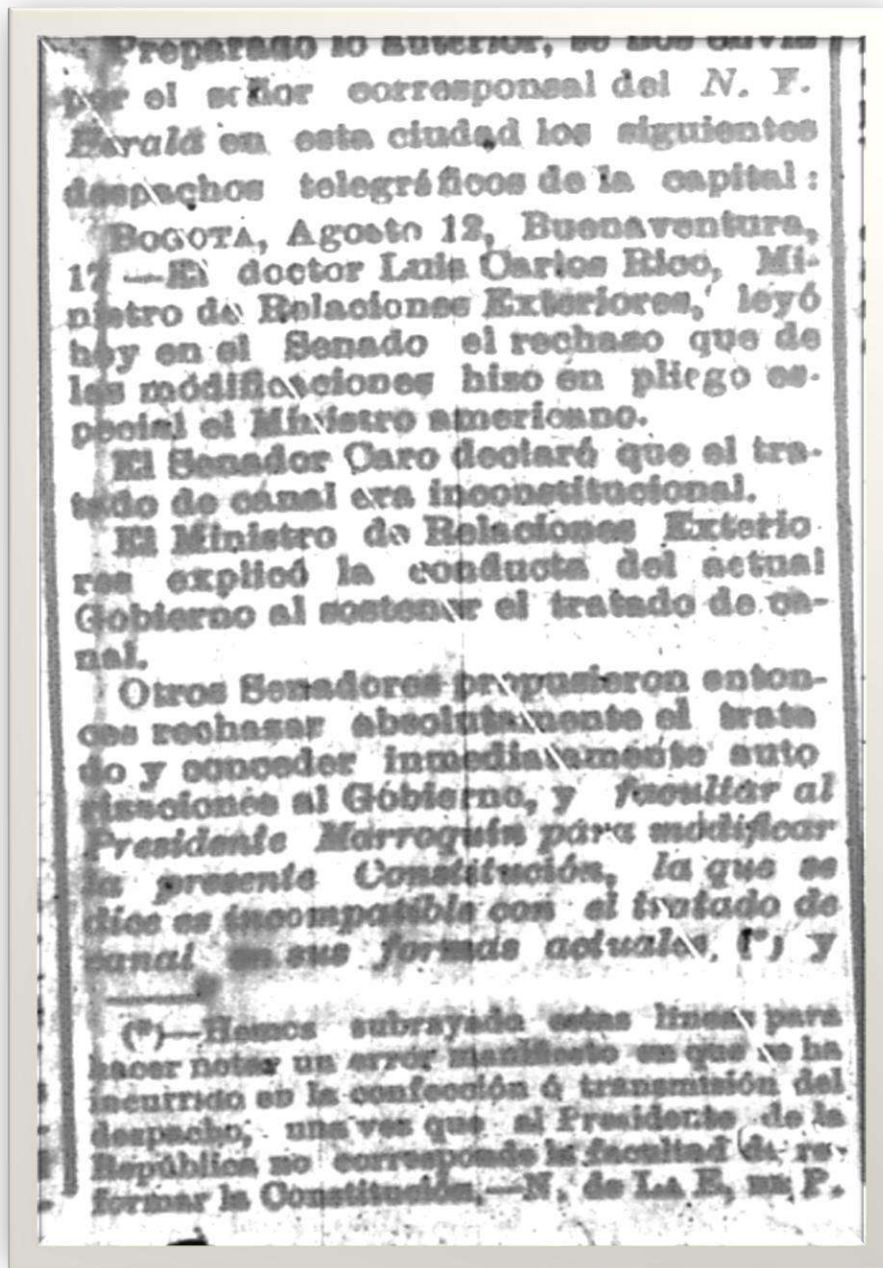 Preparado lo anterior, se nos envía
por el señor corresponsal del N. Y.
Herald en esta ciudad los siguientes
despachos telegráficos de la capital:
BOGOTÁ, Agosto 12, Buenaventura,
17—El doctor Luis Carlos Rico, Mi-
nistro de Relaciones Exteriores, leyó
hoy en el Senado el rechazo que de
las módificaciones hizo en pliego es-
pecial el Ministro americano.
El Senador Caro declaró que el tra-
tado de canal era inconstitucional.
El Ministro de Relaciones Exterio
res explicó la conducta del actual
Gobierno al sostener el tratado de ca-
nal.
Otros Senadores propusieron enton-
ces rechazar absolutamente el trata
do y conceder inmediatamente auto
rizaciones al Gobierno, y facultar al
Presidente Marroquín para modificar
la presente Constitución, la que se
dice es incompatible con el tratado de
canal en sus formas actuales, (*) y
(*)—Hemos subrayado estas líneas para
hacer notar un error manifiesto en que se ha
incurrido en la confección ó transmisión del
despacho, una vez que al Presidente de la
República no corresponde la facultad de re-
formar la Constitución.—N. de LA E. en P.